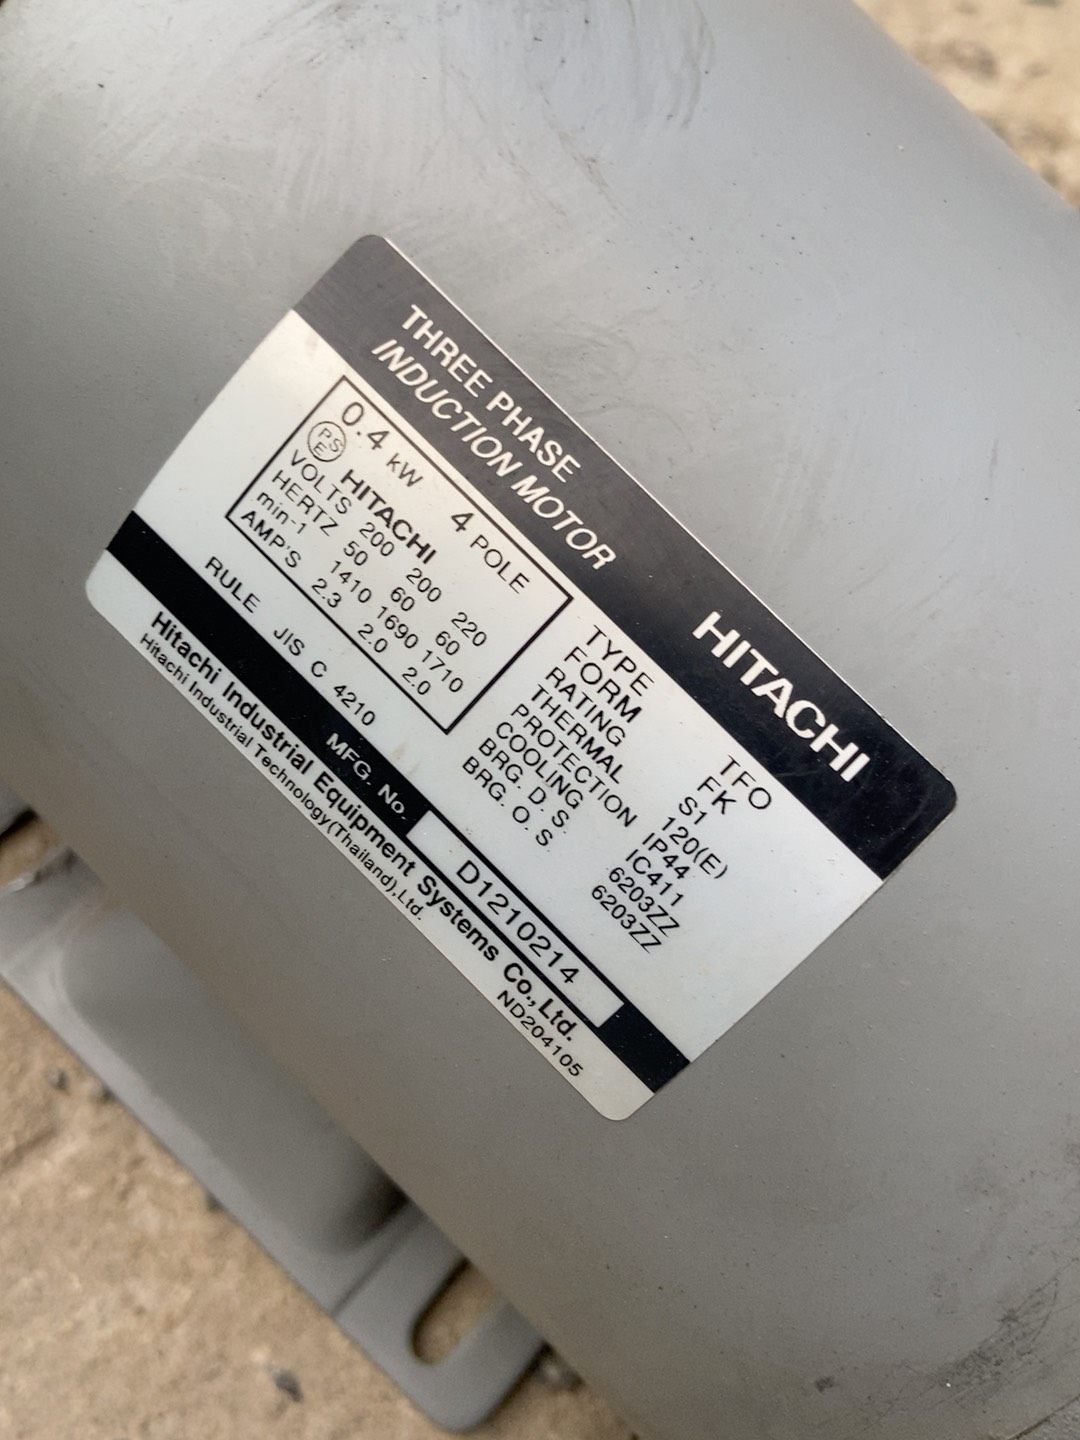 THREE PHASE
INDUCTION MOTOR
HITACHI
0.4 kW 4 POLE
PSE HITACHI
VOLTS 200 200 220
HERTZ 50 60 60
min-1 1410 1690 1710
AMP'S 2.3 2.0 2.0
RULE JIS C 4210
TYPE TFO
FORM FK
RATING S1
THERMAL 120(E)
PROTECTION IP44
COOLING IC411
BRG. D. S. 6203ZZ
BRG. O. S 6203ZZ
MFG. No. D1210214
Hitachi Industrial Equipment Systems Co., Ltd.
Hitachi Industrial Technology(Thailand),Ltd. ND204105